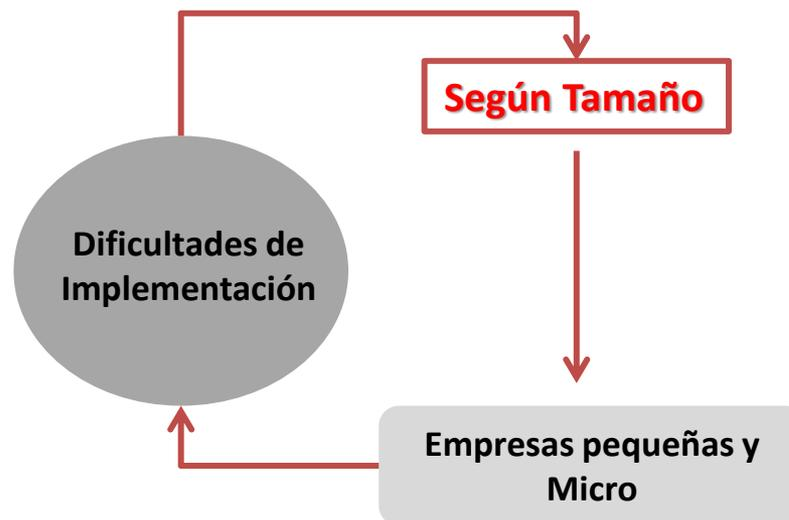 Según Tamaño
Dificultades de
Implementación
Empresas pequeñas y
Micro